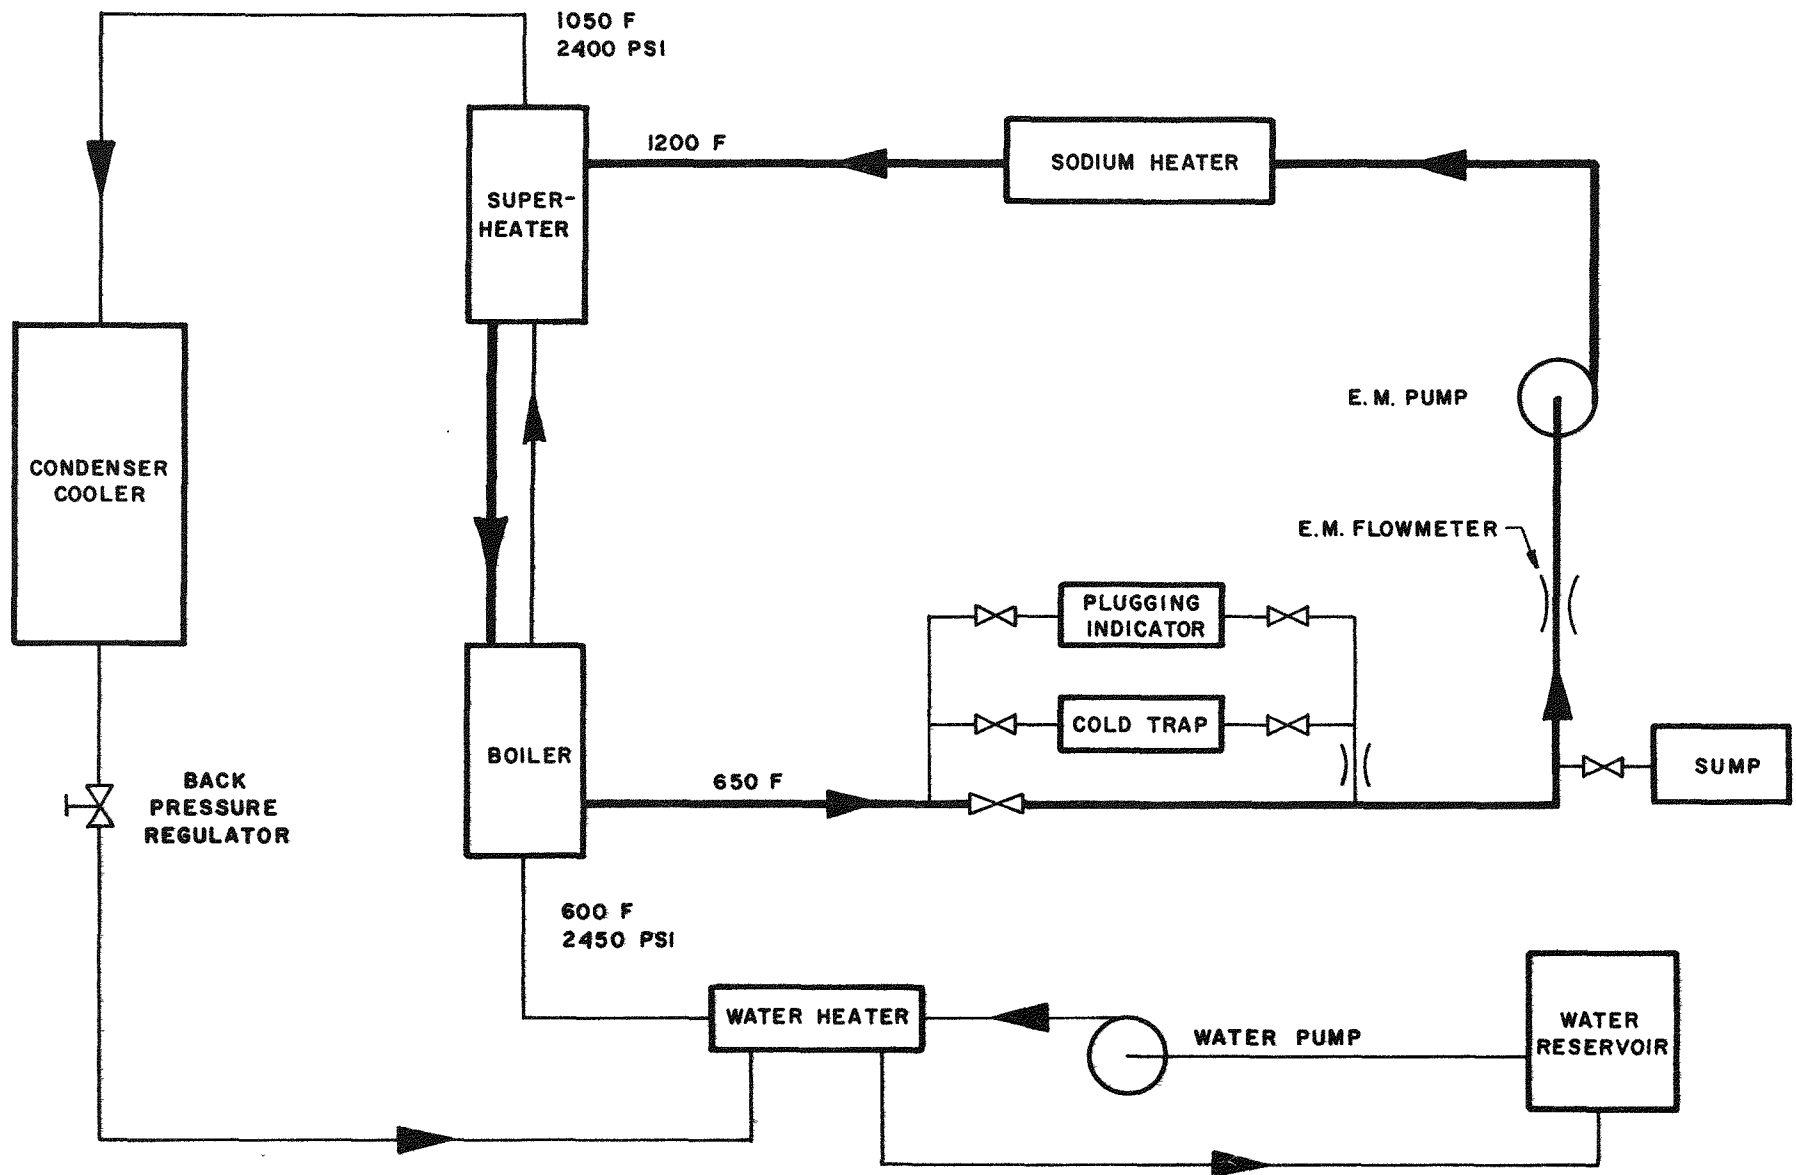 1050 F
2400 PSI
1200 F
SODIUM HEATER
SUPER-
HEATER
E.M. PUMP
CONDENSER
COOLER
E.M. FLOWMETER
PLUGGING
INDICATOR
COLD TRAP
BOILER
650 F
SUMP
BACK
PRESSURE
REGULATOR
600 F
2450 PSI
WATER HEATER
WATER PUMP
WATER
RESERVOIR